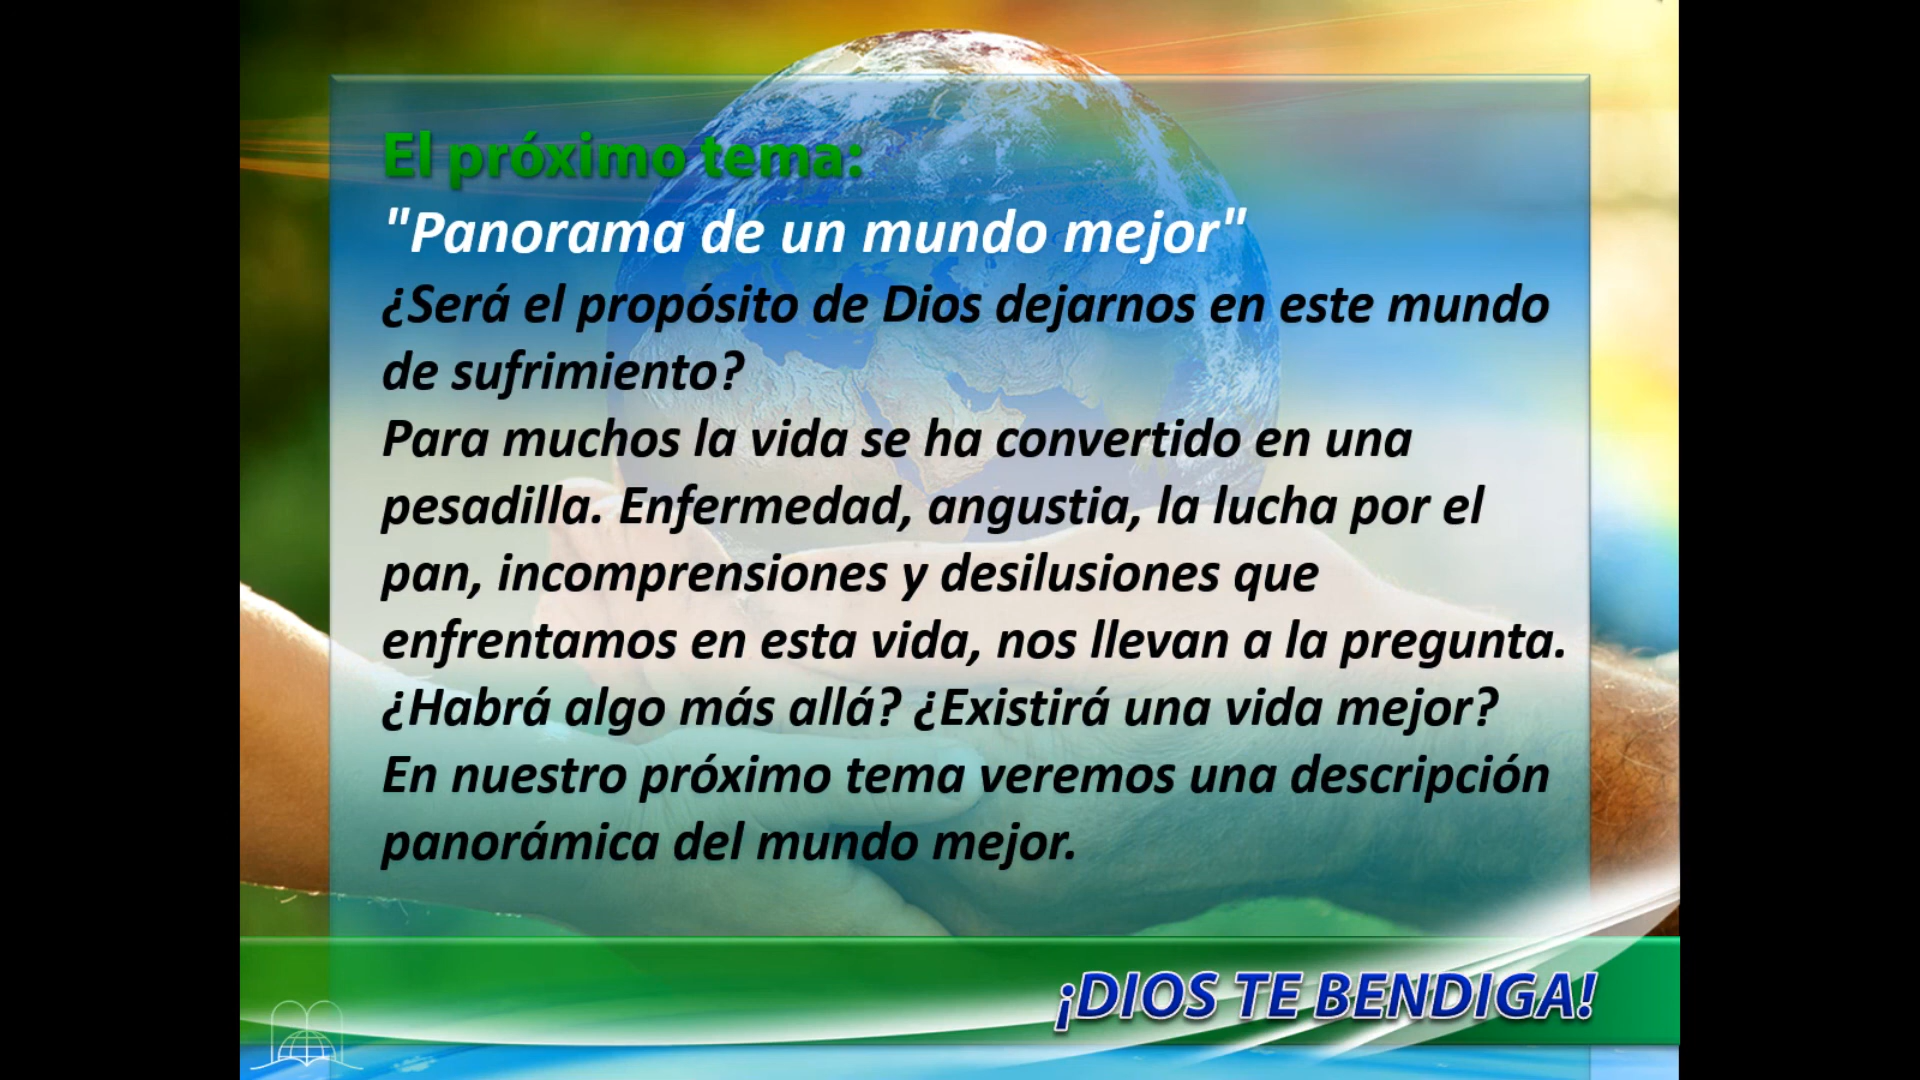 El próximo tema:
"Panorama de un mundo mejor"
¿Será el propósito de Dios dejarnos en este mundo
de sufrimiento?
Para muchos la vida se ha convertido en una
pesadilla. Enfermedad, angustia, la lucha por el
pan, incomprensiones y desilusiones que
enfrentamos en esta vida, nos llevan a la pregunta.
¿Habrá algo más allá? ¿Existirá una vida mejor?
En nuestro próximo tema veremos una descripción
panorámica del mundo mejor.
¡DIOS TE BENDIGA!